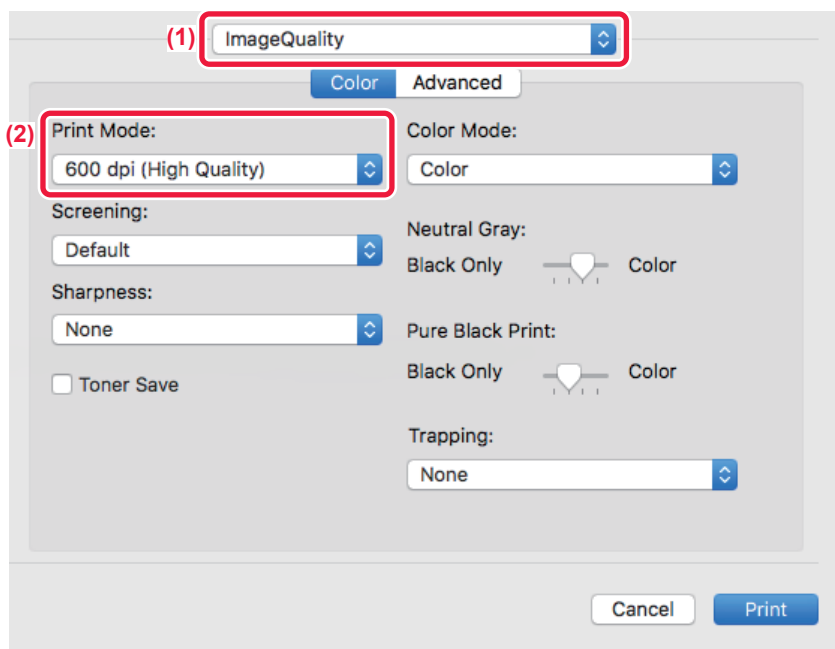 (1) ImageQuality
Color Advanced
(2) Print Mode:
600 dpi (High Quality)
Screening:
Default
Sharpness:
None
Toner Save
Color Mode:
Color
Neutral Gray:
Black Only Color
Pure Black Print:
Black Only Color
Trapping:
None
Cancel Print